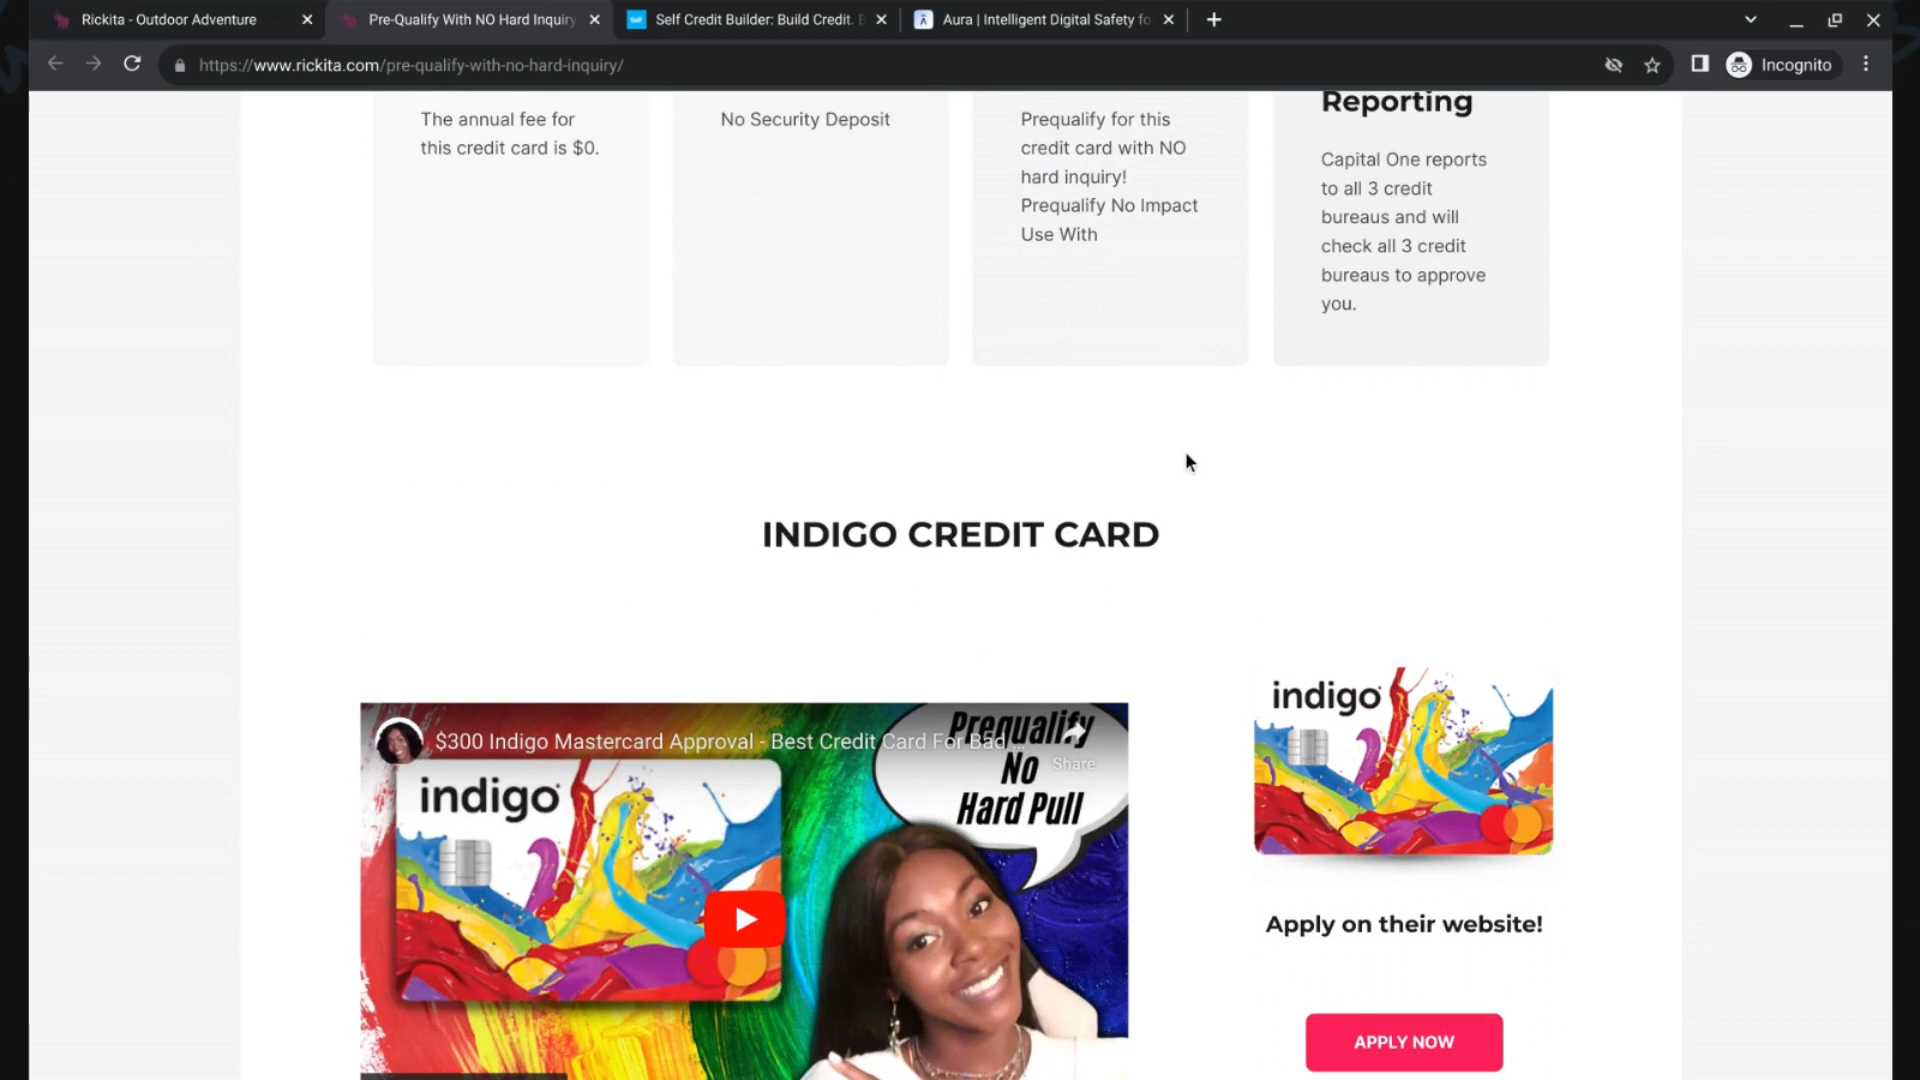 Rickita - Outdoor Adventure
Pre-Qualify With NO Hard Inquiry
Self Credit Builder: Build Credit.
Aura | Intelligent Digital Safety fo
https://www.rickita.com/pre-qualify-with-no-hard-inquiry/
Incognito
The annual fee for
this credit card is $0.
No Security Deposit
Prequalify for this
credit card with NO
hard inquiry!
Prequalify No Impact
Use With
Reporting
Capital One reports
to all 3 credit
bureaus and will
check all 3 credit
bureaus to approve
you.
INDIGO CREDIT CARD
$300 Indigo Mastercard Approval - Best Credit Card For Bad ...
Share
Prequalify
No
Hard Pull
indigo
indigo
Apply on their website!
APPLY NOW